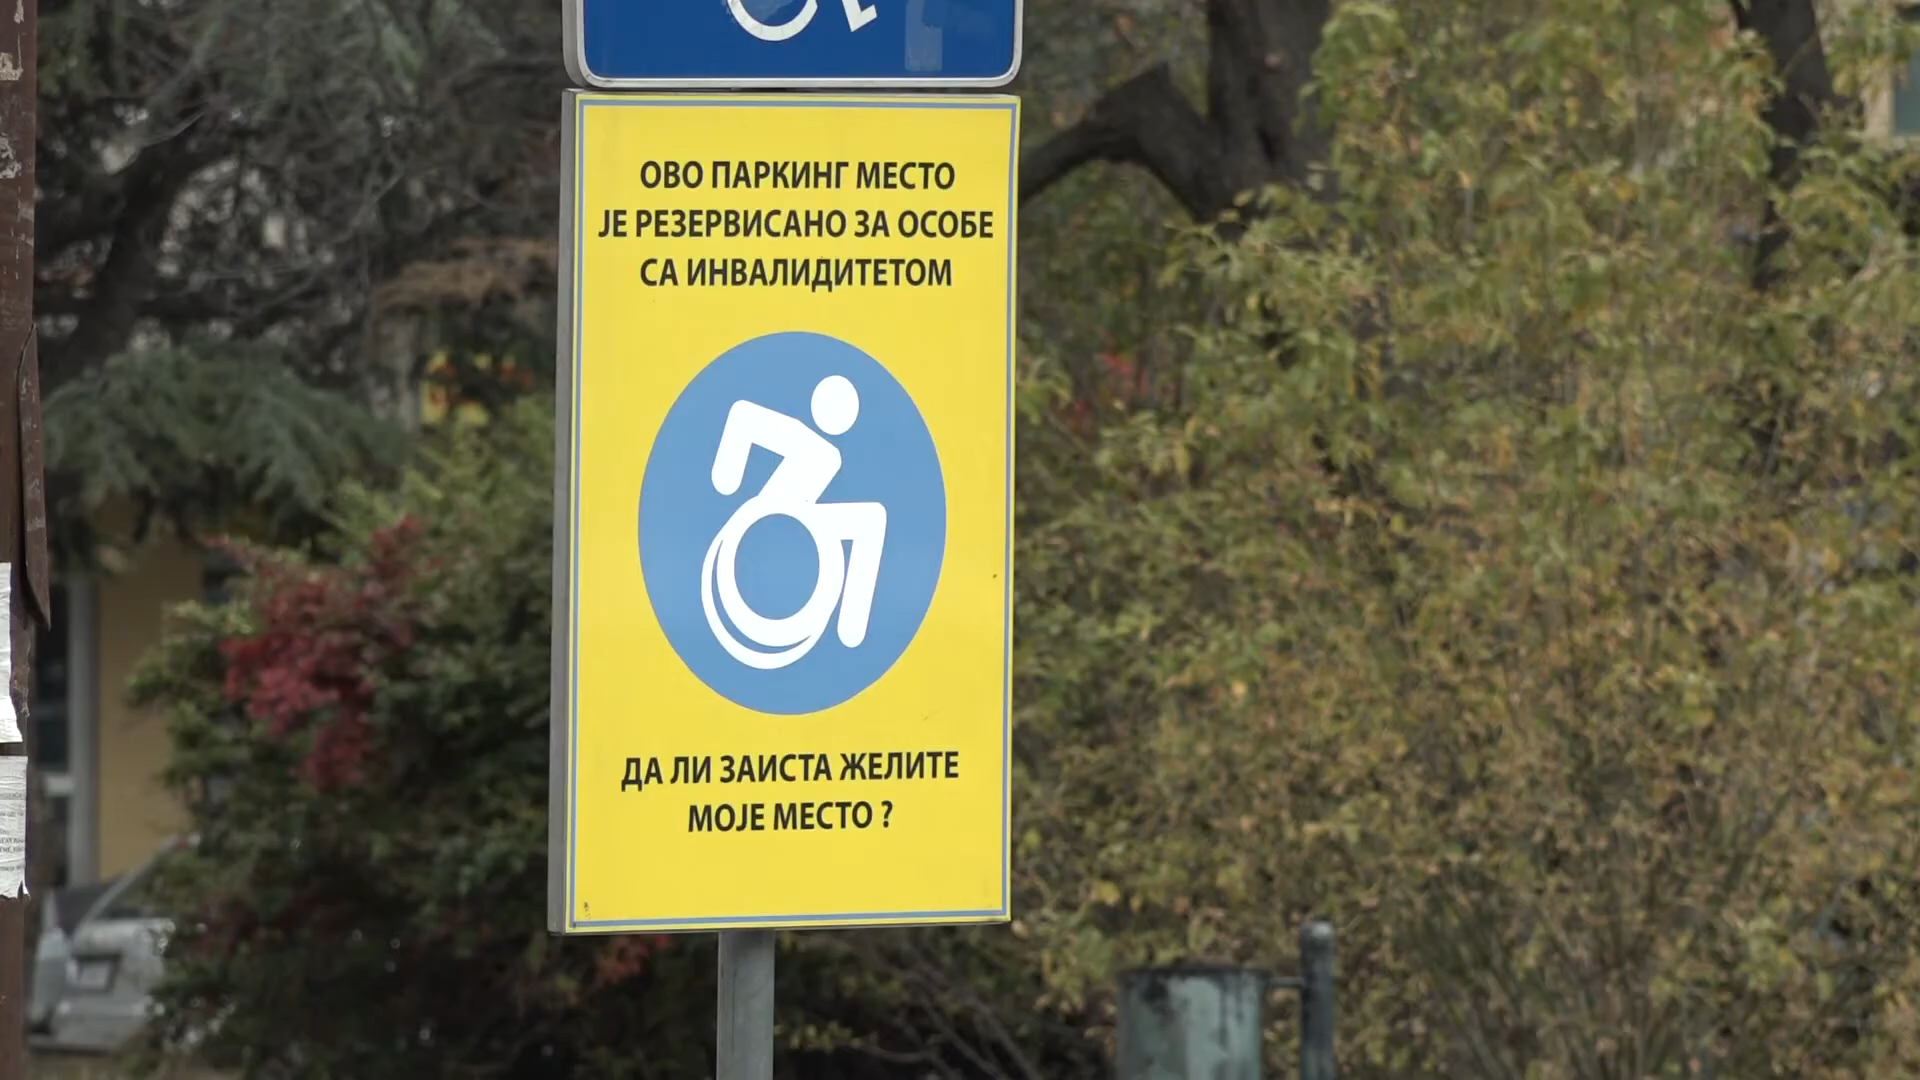 ОВО ПАРКИНГ МЕСТО
ЈЕ РЕЗЕРВИСАНО ЗА ОСОБЕ
СА ИНВАЛИДИТЕТОМ
ДА ЛИ ЗАИСТА ЖЕЛИТЕ
МОЈЕ МЕСТО ?